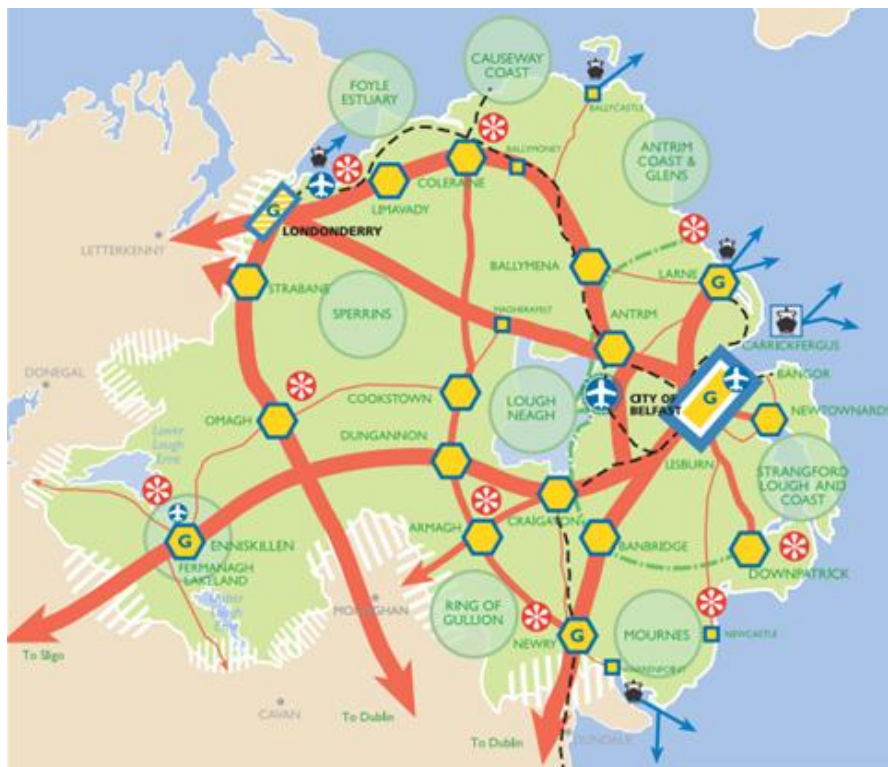 CAUSEWAY
COAST
FOYLE
ESTUARY
BALLYCASTLE
ANTRIM
COAST &
GLENS
BALLYMONEY
COLERAINE
LIMAVADY
G
LONDONDERRY
LETTERKENNY
BALLYMENA
LARNE
G
STRABANE
SPERRINS
MAGHERAFELT
ANTRIM
CARRICKFERGUS
DONEGAL
BANGOR
COOKSTOWN
LOUGH
NEAGH
CITY OF
BELFAST
G
NEWTOWNARDS
OMAGH
Lower
Lough
Erne
DUNGANNON
LISBURN
STRANGFORD
LOUGH AND
COAST
ARMAGH
CRAIGAVON
BANBRIDGE
G
ENNISKILLEN
FERMANAGH
LAKELAND
DOWNPATRICK
Upper
Lough
Erne
MONAGHAN
RING OF
GULLION
NEWRY
G
MOURNES
NEWCASTLE
To Sligo
WARRENPOINT
CAVAN
To Dublin
To Dublin
DUNDALK